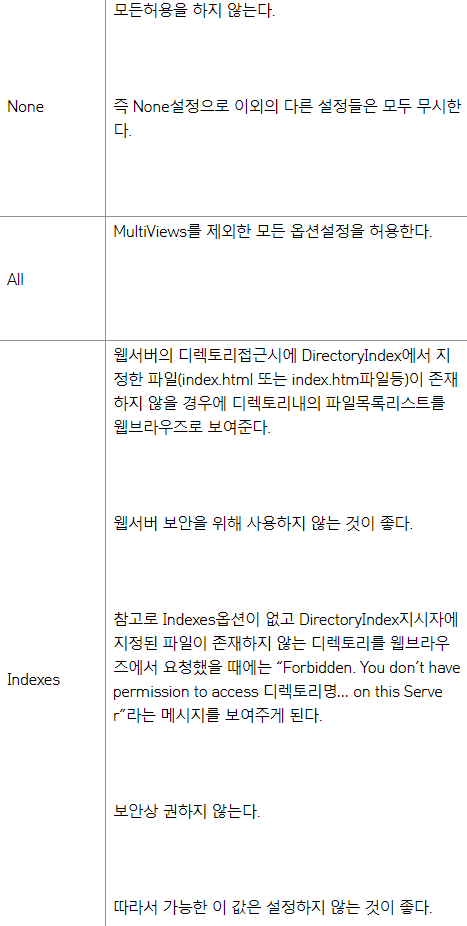 모든허용을 하지 않는다.
None
즉 None설정으로 이외의 다른 설정들은 모두 무시한
다.
MultiViews를 제외한 모든 옵션설정을 허용한다.
All
웹서버의 디렉토리접근시에 DirectoryIndex에서 지
정한 파일(index.html 또는 index.htm파일등)이 존재
하지 않을 경우에 디렉토리내의 파일목록리스트를
웹브라우즈로 보여준다.
웹서버 보안을 위해 사용하지 않는 것이 좋다.
Indexes
참고로 Indexes옵션이 없고 DirectoryIndex지시자에
지정된 파일이 존재하지 않는 디렉토리를 웹브라우
즈에서 요청했을 때에는 “Forbidden. You don’t have
permission to access 디렉토리명... on this Serve
r”라는 메시지를 보여주게 된다.
보안상 권하지 않는다.
따라서 가능한 이 값은 설정하지 않는 것이 좋다.